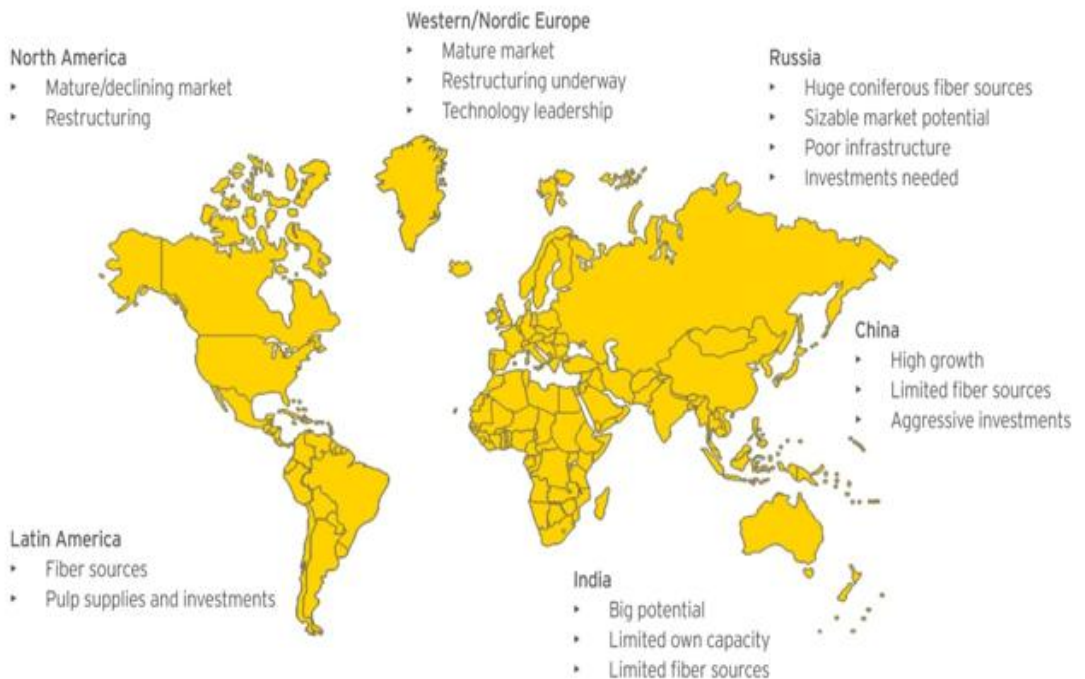 Western/Nordic Europe
‣ Mature market
‣ Restructuring underway
‣ Technology leadership
North America
‣ Mature/declining market
‣ Restructuring
Russia
‣ Huge coniferous fiber sources
‣ Sizable market potential
‣ Poor infrastructure
‣ Investments needed
China
‣ High growth
‣ Limited fiber sources
‣ Aggressive investments
Latin America
‣ Fiber sources
‣ Pulp supplies and investments
India
‣ Big potential
‣ Limited own capacity
‣ Limited fiber sources